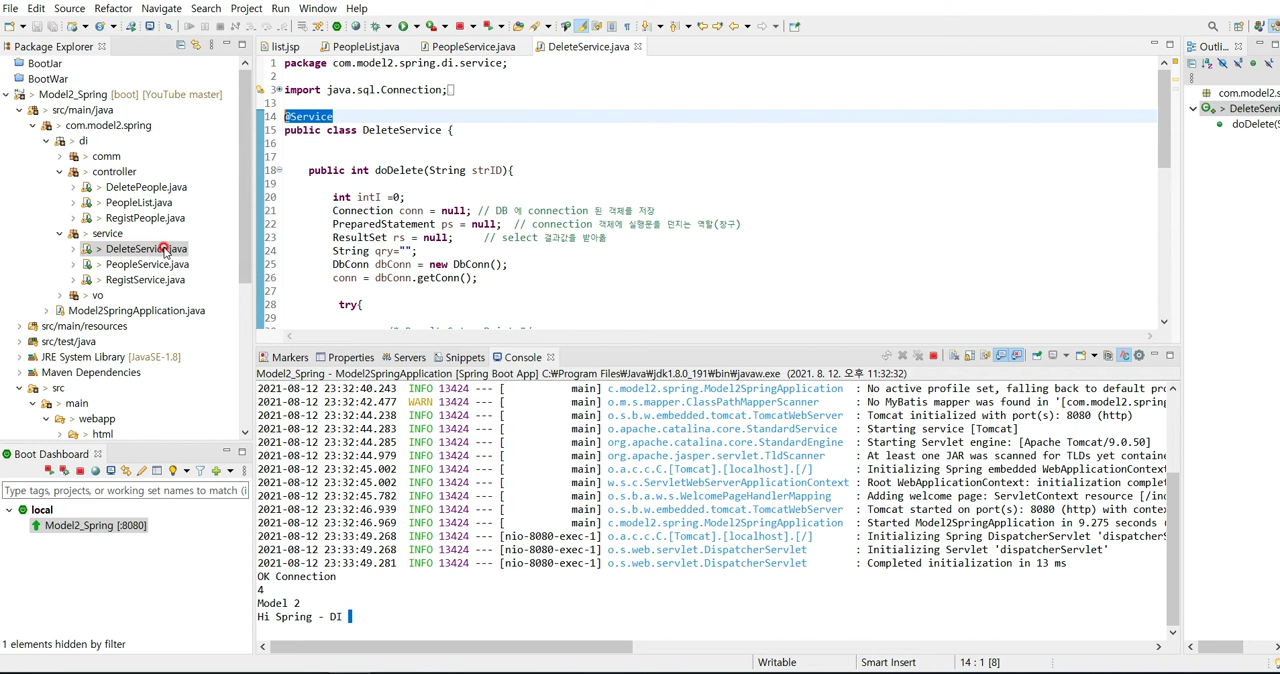 File Edit Source Refactor Navigate Search Project Run Window Help
Package Explorer
list.jsp PeopleList.java PeopleService.java DeleteService.java
Outli...
BootJar
BootWar
Model2_Spring [boot] [YouTube master]
src/main/java
com.model2.spring
di
comm
controller
DeletePeople.java
PeopleList.java
RegistPeople.java
service
DeleteService.java
PeopleService.java
RegistService.java
vo
Model2SpringApplication.java
src/main/resources
src/test/java
JRE System Library [JavaSE-1.8]
Maven Dependencies
src
main
webapp
html
1 package com.model2.spring.di.service;
2
3 import java.sql.Connection;
13
14 @Service
15 public class DeleteService {
16
17
18 public int doDelete(String strID){
19
20 int intI =0;
21 Connection conn = null; // DB 에 connection 된 객체를 저장
22 PreparedStatement ps = null; // connection 객체에 실행문을 던지는 역할(장구)
23 ResultSet rs = null; // select 결과값을 받아올
24 String qry="";
25 DbConn dbConn = new DbConn();
26 conn = dbConn.getConn();
27
28 try{
29
com.model2.s
DeleteServi
doDelete(S
Boot Dashboard
Type tags, projects, or working set names to match (i
local
Model2_Spring [:8080]
1 elements hidden by filter
Markers Properties Servers Snippets Console
Model2_Spring - Model2SpringApplication [Spring Boot App] C:₩Program Files₩Java₩jdk1.8.0_191₩bin₩javaw.exe (2021. 8. 12. 오후 11:32:32)
2021-08-12 23:32:40.243 INFO 13424 --- [ main] c.model2.spring.Model2SpringApplication : No active profile set, falling back to default pro
2021-08-12 23:32:42.477 WARN 13424 --- [ main] o.m.s.mapper.ClassPathMapperScanner : No MyBatis mapper was found in '[com.model2.spring
2021-08-12 23:32:44.238 INFO 13424 --- [ main] o.s.b.w.embedded.tomcat.TomcatWebServer : Tomcat initialized with port(s): 8080 (http)
2021-08-12 23:32:44.283 INFO 13424 --- [ main] o.apache.catalina.core.StandardService : Starting service [Tomcat]
2021-08-12 23:32:44.285 INFO 13424 --- [ main] org.apache.catalina.core.StandardEngine : Starting Servlet engine: [Apache Tomcat/9.0.50]
2021-08-12 23:32:44.979 INFO 13424 --- [ main] org.apache.jasper.servlet.TldScanner : At least one JAR was scanned for TLDs yet containe
2021-08-12 23:32:45.002 INFO 13424 --- [ main] o.a.c.c.C.[Tomcat].[localhost].[/] : Initializing Spring embedded WebApplicationContext
2021-08-12 23:32:45.002 INFO 13424 --- [ main] w.s.c.ServletWebServerApplicationContext : Root WebApplicationContext: initialization complet
2021-08-12 23:32:45.782 INFO 13424 --- [ main] o.s.b.a.w.s.WelcomePageHandlerMapping : Adding welcome page: ServletContext resource [/ind
2021-08-12 23:32:46.939 INFO 13424 --- [ main] o.s.b.w.embedded.tomcat.TomcatWebServer : Tomcat started on port(s): 8080 (http) with contex
2021-08-12 23:32:46.969 INFO 13424 --- [ main] c.model2.spring.Model2SpringApplication : Started Model2SpringApplication in 9.275 seconds (
2021-08-12 23:33:49.268 INFO 13424 --- [nio-8080-exec-1] o.a.c.c.C.[Tomcat].[localhost].[/] : Initializing Spring DispatcherServlet 'dispatcherS
2021-08-12 23:33:49.268 INFO 13424 --- [nio-8080-exec-1] o.s.web.servlet.DispatcherServlet : Initializing Servlet 'dispatcherServlet'
2021-08-12 23:33:49.281 INFO 13424 --- [nio-8080-exec-1] o.s.web.servlet.DispatcherServlet : Completed initialization in 13 ms
OK Connection
4
Model 2
Hi Spring - DI
Writable Smart Insert 14 : 1 [8]